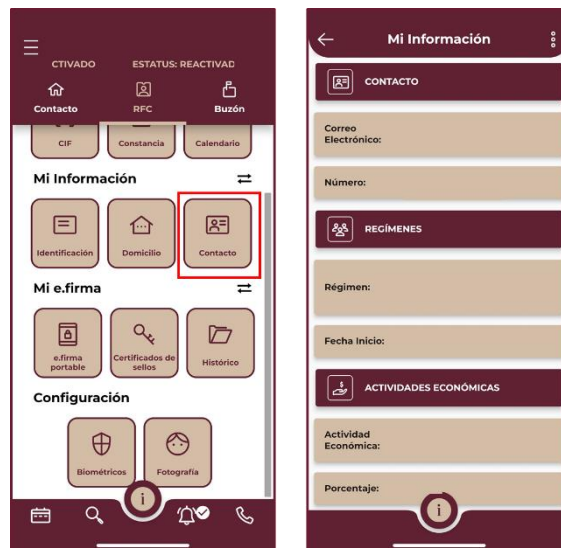 CTIVADO ESTATUS: REACTIVAD
Contacto RFC Buzón
CIF Constancia Calendario
Mi Información
Identificación Domicilio Contacto
Mi e.firma
e.firma
portable
Certificados de
sellos
Histórico
Configuración
Biométricos Fotografía
i
Mi Información
CONTACTO
Correo
Electrónico:
Número:
REGÍMENES
Régimen:
Fecha Inicio:
ACTIVIDADES ECONÓMICAS
Actividad
Económica:
Porcentaje:
i